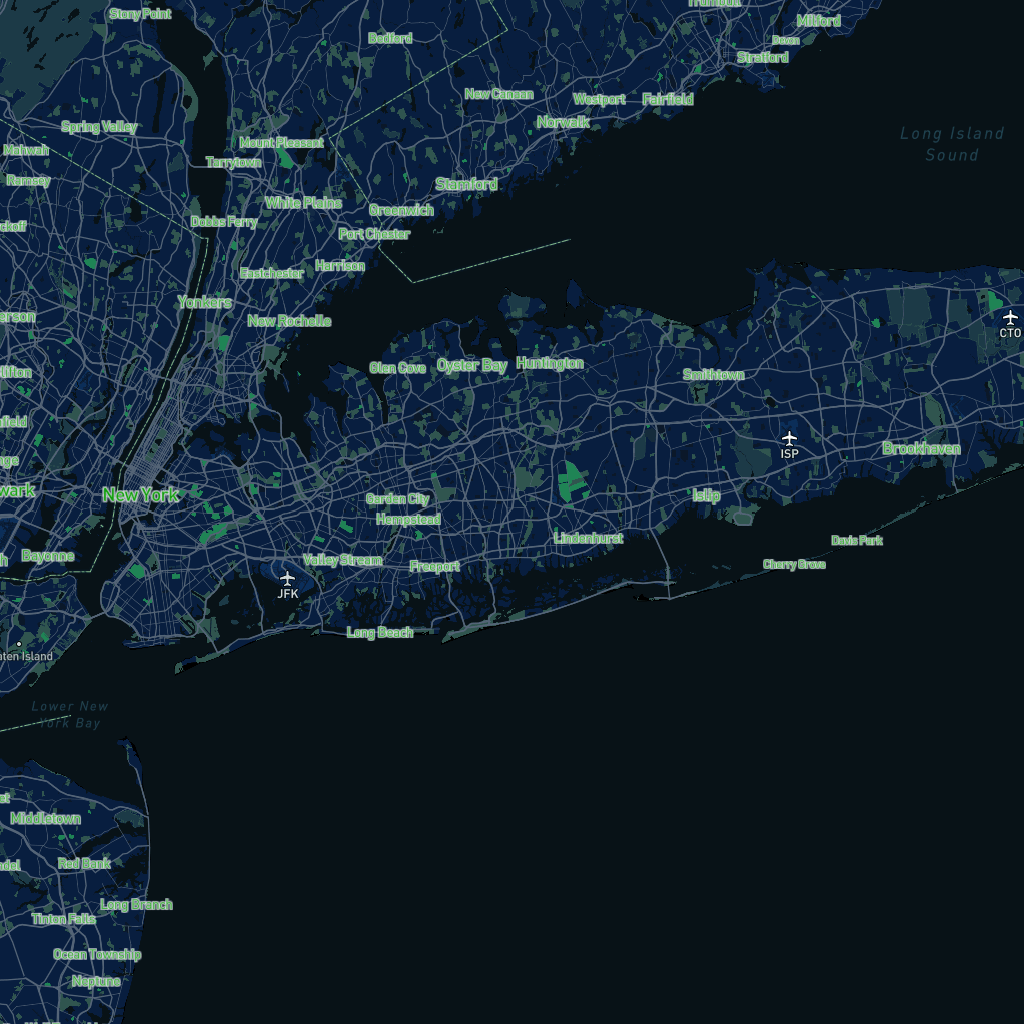 Stony Point
Trumbull
Milford
Bedford
Devon
Stratford
New Canaan
Westport
Fairfield
Norwalk
Spring Valley
Long Island
Sound
Mahwah
Mount Pleasant
Tarrytown
Ramsey
Stamford
White Plains
Greenwich
Dobbs Ferry
ckoff
Port Chester
Harrison
Eastchester
Yonkers
erson
New Rochelle
CTO
lifton
Glen Cove
Oyster Bay
Huntington
Smithtown
field
nge
ISP
Brookhaven
wark
New York
Garden City
Islip
Hempstead
Lindenhurst
Davis Park
h
Bayonne
Valley Stream
Freeport
Cherry Grove
JFK
Long Beach
aten Island
Lower New
York Bay
et
Middletown
Red Bank
del
Long Branch
Tinton Falls
Ocean Township
Neptune